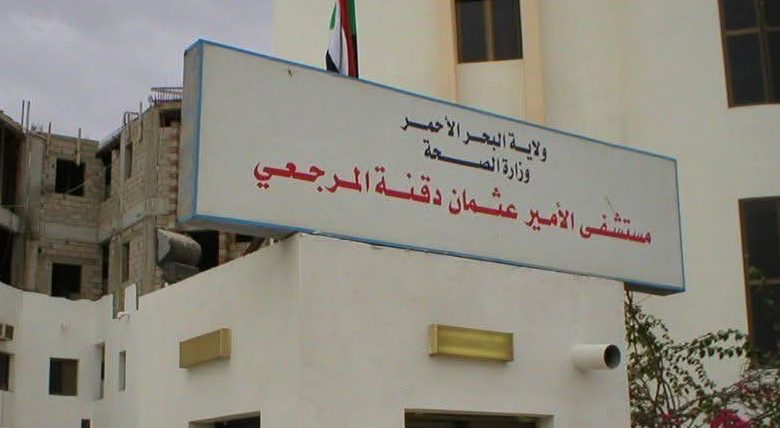 ولاية البحر الأحمر
وزارة الصحة
مستشفى الأمير عثمان دقنة المرجعي